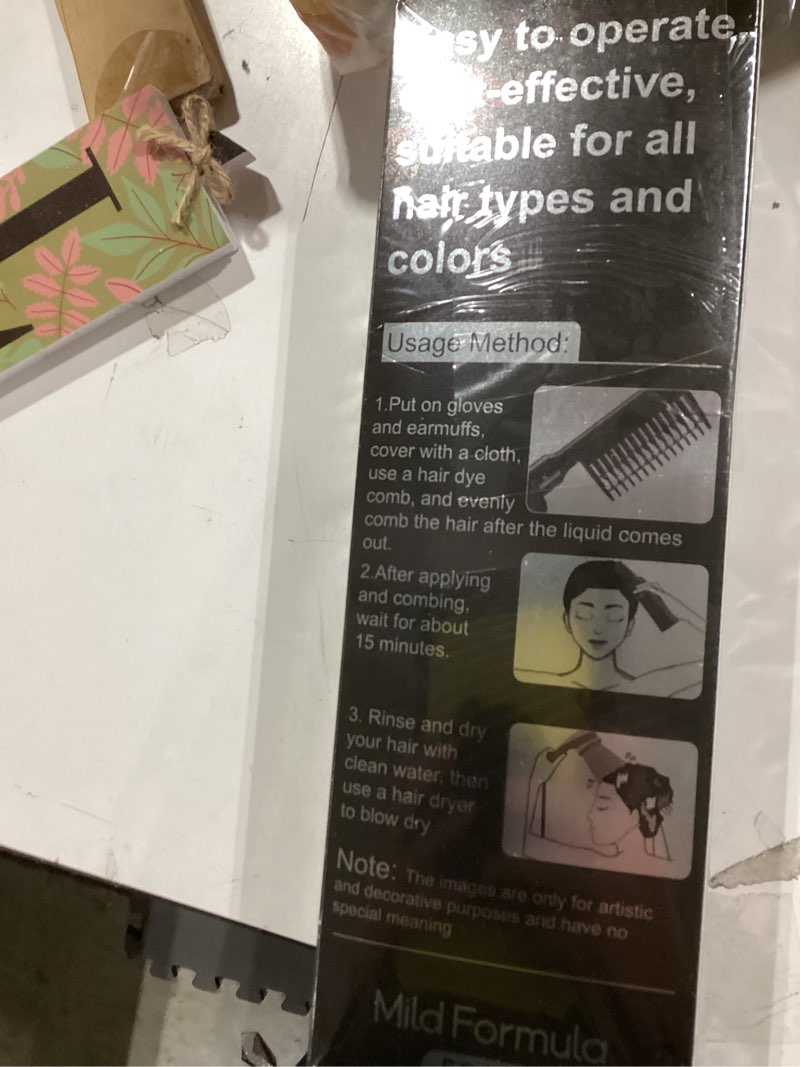 to operate
-effective,
suitable for all
hair types and
colors
Usage Method:
1.Put on gloves
and earmuffs,
cover with a cloth,
use a hair dye
comb, and evenly
comb the hair after the liquid comes
out.
2.After applying
and combing,
wait for about
15 minutes.
3. Rinse and dry
your hair with
clean water, then
use a hair dryer
to blow dry
Note: The images are only for artistic
and decorative purposes and have no
special meaning
Mild Formula